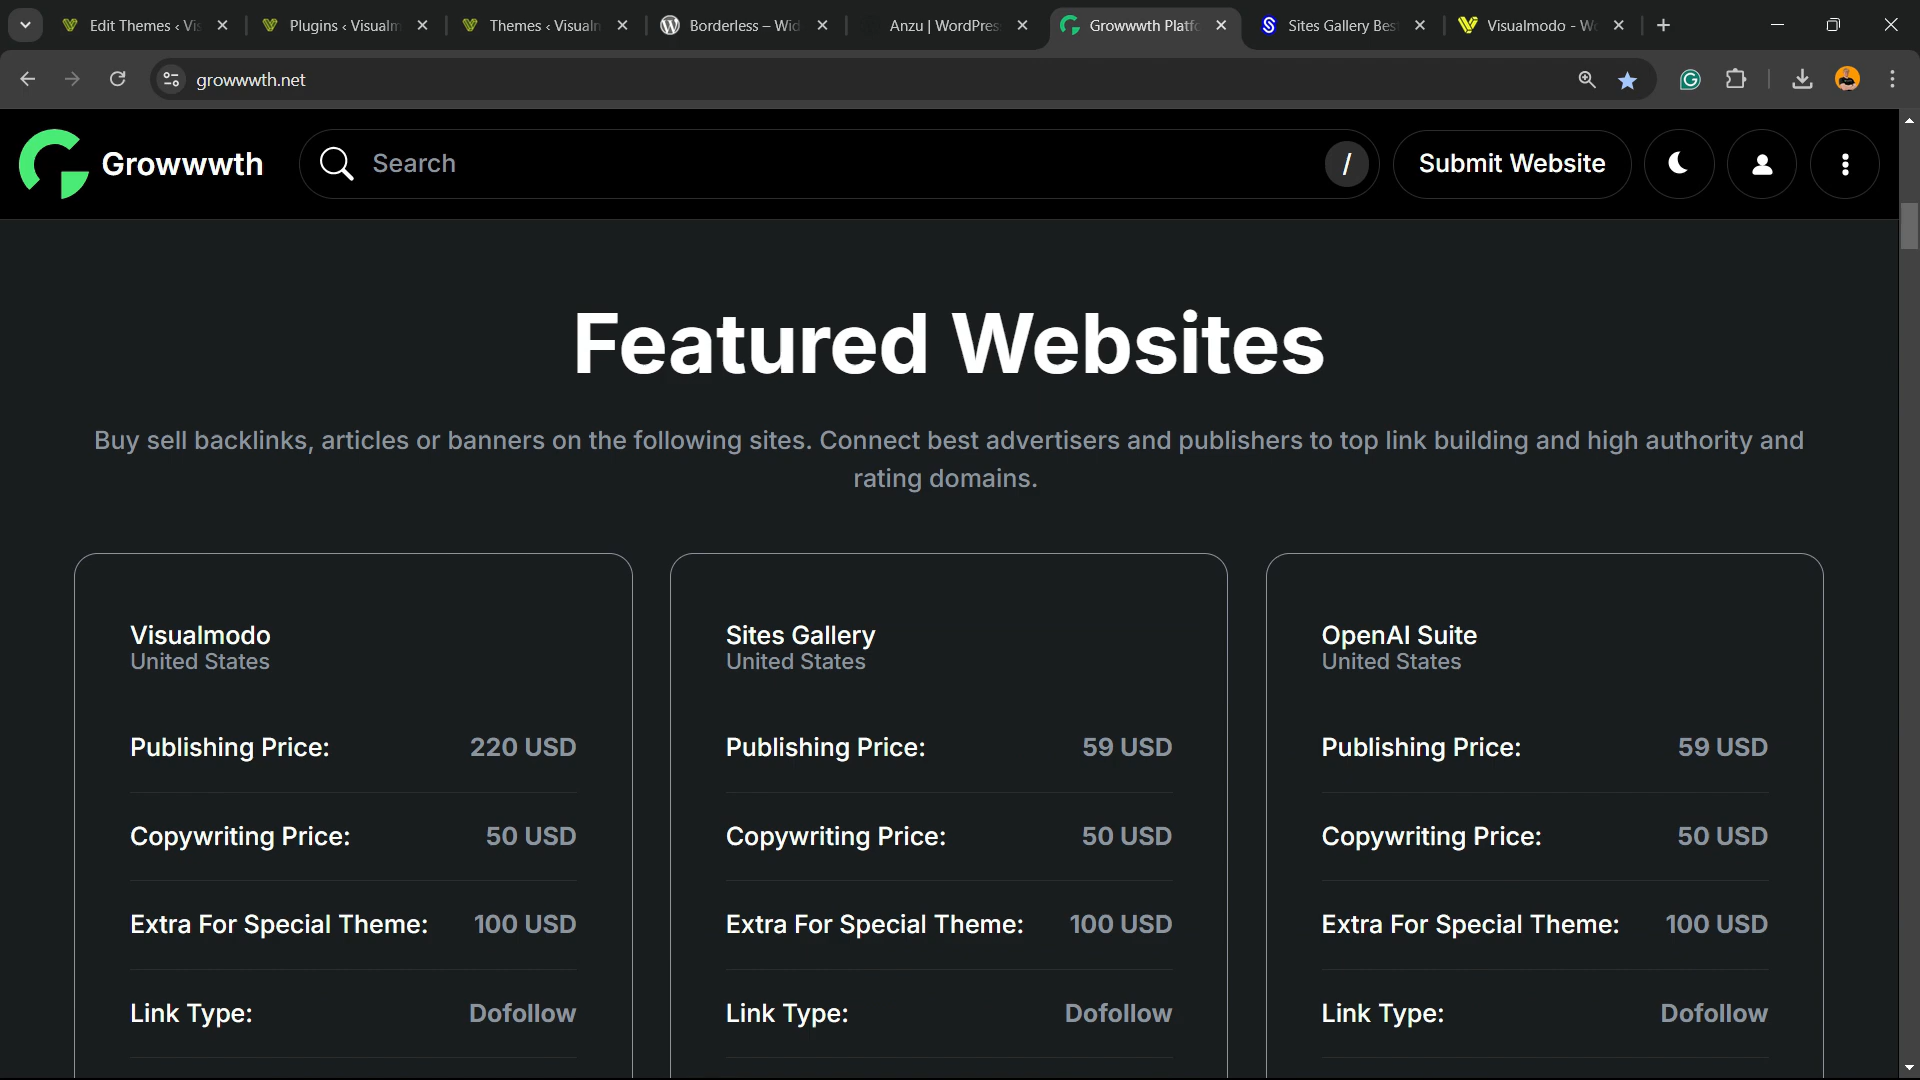 Edit Themes ‹ Vis
Plugins ‹ Visualm
Themes ‹ Visualn
Borderless – Wid
Anzu | WordPres
Growwwth Platfo
Sites Gallery Bes
Visualmodo - Wo
growwwth.net
Growwwth
Search
/
Submit Website
Featured Websites
Buy sell backlinks, articles or banners on the following sites. Connect best advertisers and publishers to top link building and high authority and
rating domains.
Visualmodo
United States
Publishing Price: 220 USD
Copywriting Price: 50 USD
Extra For Special Theme: 100 USD
Link Type: Dofollow
Sites Gallery
United States
Publishing Price: 59 USD
Copywriting Price: 50 USD
Extra For Special Theme: 100 USD
Link Type: Dofollow
OpenAI Suite
United States
Publishing Price: 59 USD
Copywriting Price: 50 USD
Extra For Special Theme: 100 USD
Link Type: Dofollow